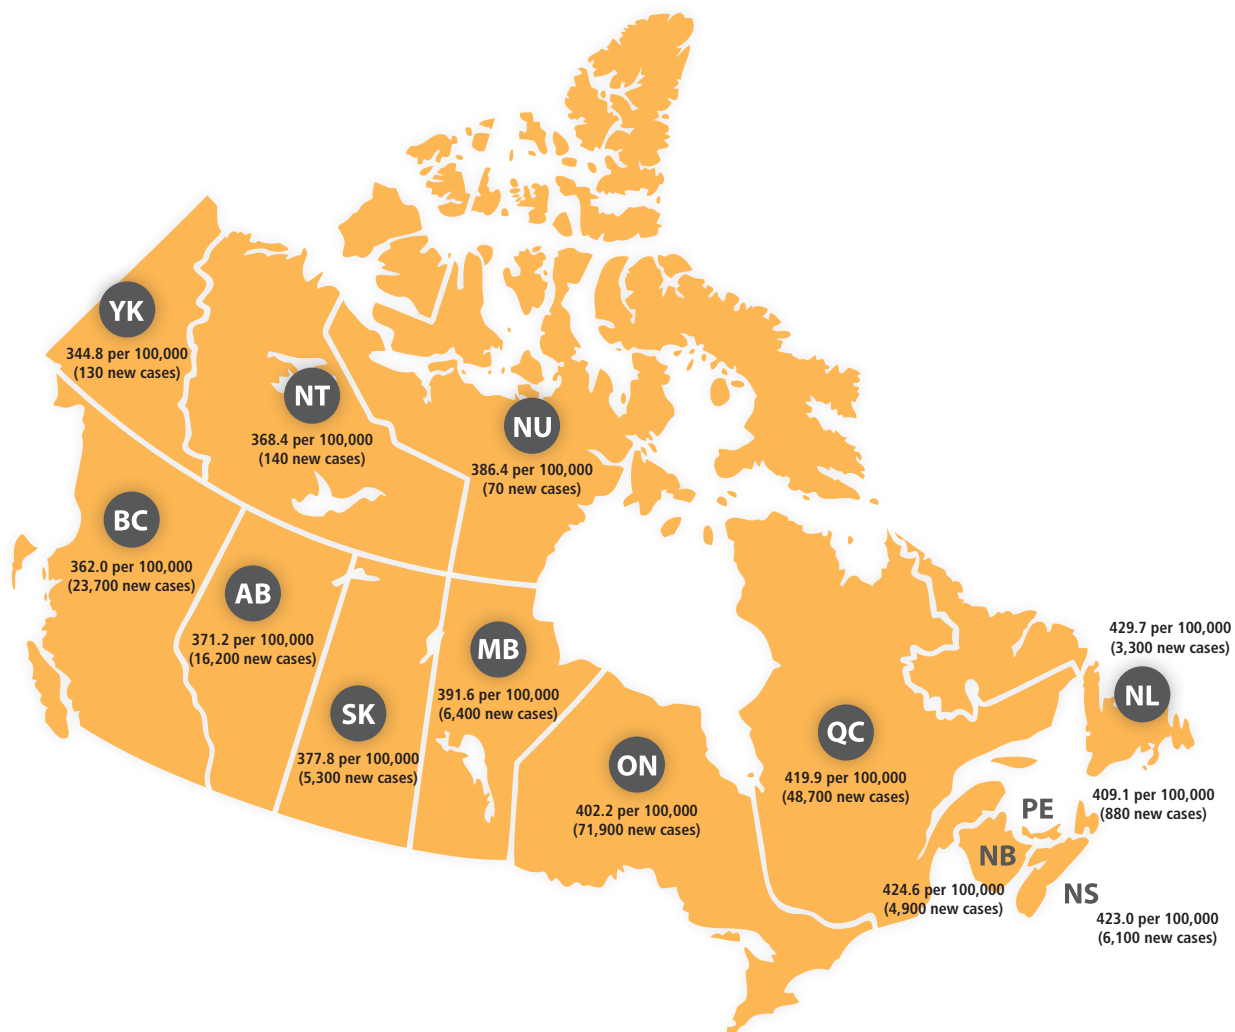 YK
344.8 per 100,000
(130 new cases)
NT
368.4 per 100,000
(140 new cases)
NU
386.4 per 100,000
(70 new cases)
BC
362.0 per 100,000
(23,700 new cases)
AB
371.2 per 100,000
(16,200 new cases)
SK
377.8 per 100,000
(5,300 new cases)
MB
391.6 per 100,000
(6,400 new cases)
ON
402.2 per 100,000
(71,900 new cases)
QC
419.9 per 100,000
(48,700 new cases)
429.7 per 100,000
(3,300 new cases)
NL
PE
409.1 per 100,000
(880 new cases)
NB
424.6 per 100,000
(4,900 new cases)
NS
423.0 per 100,000
(6,100 new cases)